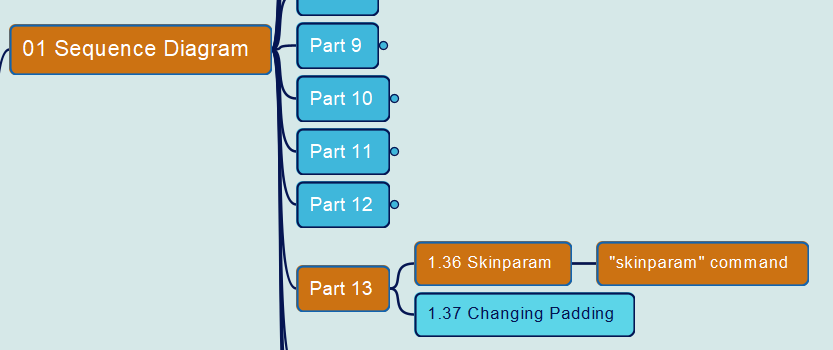 01 Sequence Diagram
Part 9
Part 10
Part 11
Part 12
Part 13
1.36 Skinparam
"skinparam" command
1.37 Changing Padding